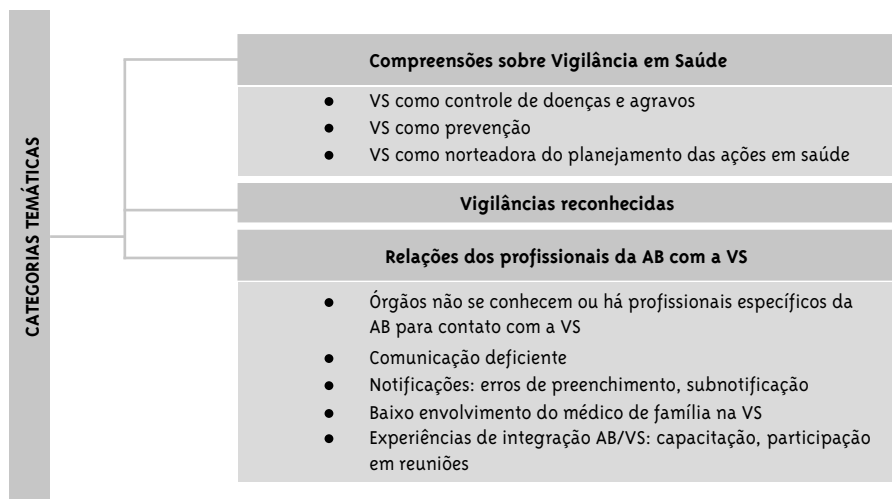 CATEGORIAS TEMÁTICAS
Compreensões sobre Vigilância em Saúde
● VS como controle de doenças e agravos
● VS como prevenção
● VS como norteadora do planejamento das ações em saúde
Vigilâncias reconhecidas
Relações dos profissionais da AB com a VS
● Órgãos não se conhecem ou há profissionais específicos da
AB para contato com a VS
● Comunicação deficiente
● Notificações: erros de preenchimento, subnotificação
● Baixo envolvimento do médico de família na VS
● Experiências de integração AB/VS: capacitação, participação
em reuniões